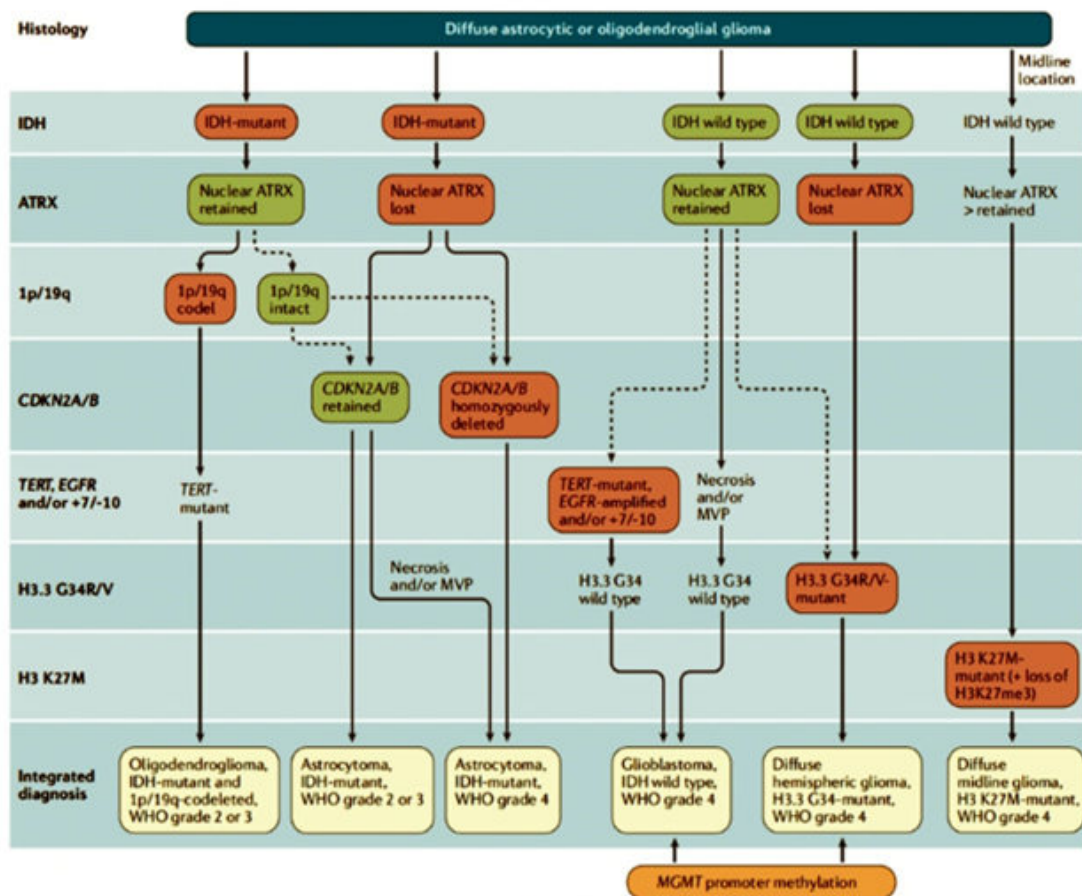 Histology
Diffuse astrocytic or oligodendroglial glioma
Midline
location
IDH
IDH-mutant
IDH-mutant
IDH wild type
IDH wild type
IDH wild type
ATRX
Nuclear ATRX
retained
Nuclear ATRX
lost
Nuclear ATRX
retained
Nuclear ATRX
lost
Nuclear ATRX
> retained
1p/19q
1p/19q
codel
1p/19q
intact
CDKN2A/B
CDKN2A/B
retained
CDKN2A/B
homozygously
deleted
TERT, EGFR
and/or +7/-10
TERT-
mutant
TERT-mutant,
EGFR-amplified
and/or +7/-10
Necrosis
and/or
MVP
H3.3 G34R/V
Necrosis
and/or MVP
H3.3 G34
wild type
H3.3 G34
wild type
H3.3 G34R/V-
mutant
H3 K27M
H3 K27M-
mutant (+ loss of
H3K27me3)
Integrated
diagnosis
Oligodendroglioma,
IDH-mutant and
1p/19q-codeleted,
WHO grade 2 or 3
Astrocytoma,
IDH-mutant,
WHO grade 2 or 3
Astrocytoma,
IDH-mutant,
WHO grade 4
Glioblastoma,
IDH wild type,
WHO grade 4
Diffuse
hemispheric glioma,
H3.3 G34-mutant,
WHO grade 4
Diffuse
midline glioma,
H3 K27M-mutant,
WHO grade 4
MGMT promoter methylation